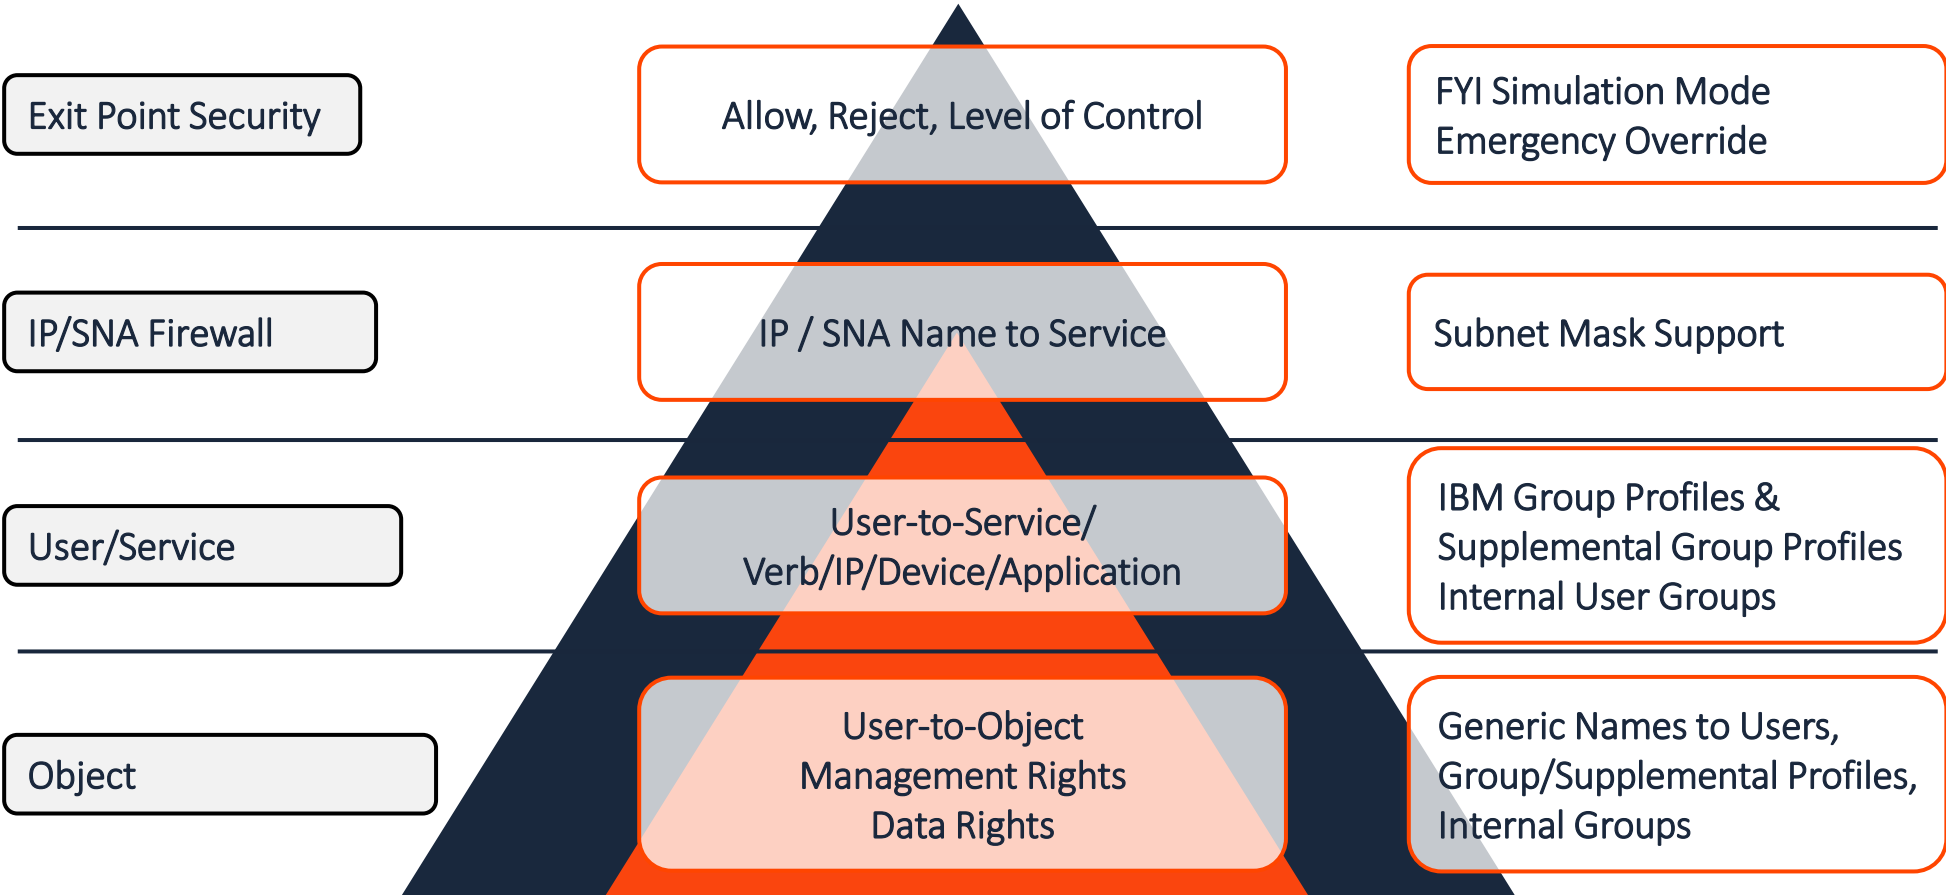 Exit Point Security
Allow, Reject, Level of Control
FYI Simulation Mode
Emergency Override
IP/SNA Firewall
IP / SNA Name to Service
Subnet Mask Support
User/Service
User-to-Service/
Verb/IP/Device/Application
IBM Group Profiles &
Supplemental Group Profiles
Internal User Groups
Object
User-to-Object
Management Rights
Data Rights
Generic Names to Users,
Group/Supplemental Profiles,
Internal Groups